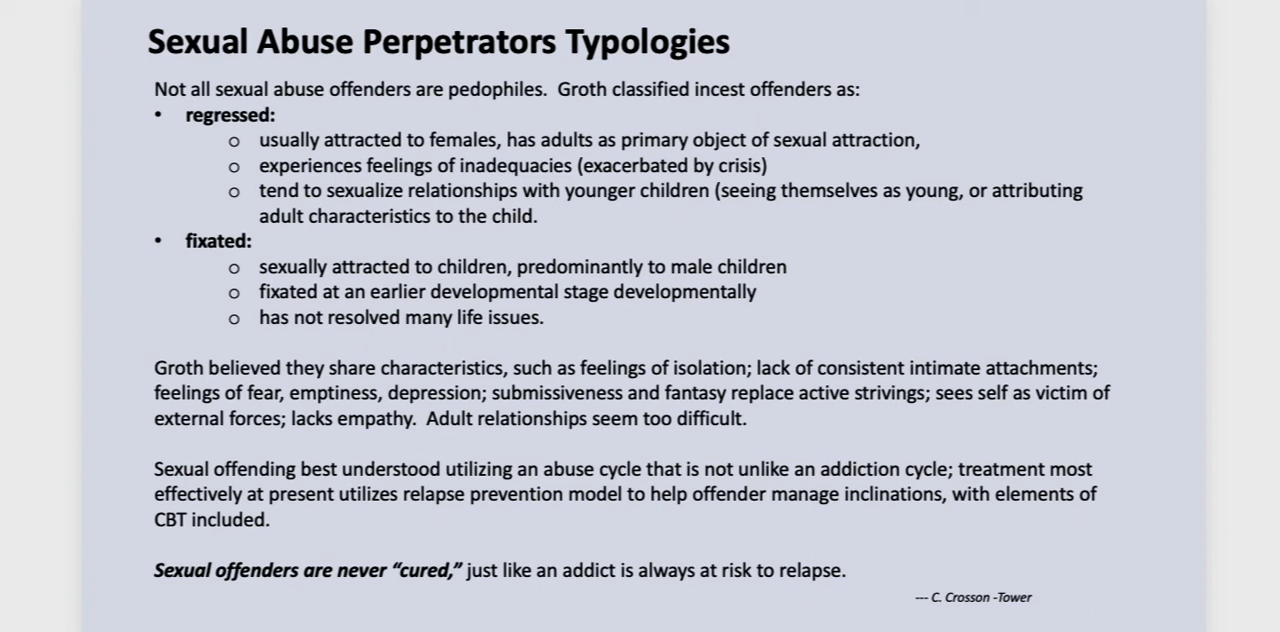 Sexual Abuse Perpetrators Typologies
Not all sexual abuse offenders are pedophiles. Groth classified incest offenders as:
• regressed:
o usually attracted to females, has adults as primary object of sexual attraction,
o experiences feelings of inadequacies (exacerbated by crisis)
o tend to sexualize relationships with younger children (seeing themselves as young, or attributing
adult characteristics to the child.
• fixated:
o sexually attracted to children, predominantly to male children
o fixated at an earlier developmental stage developmentally
o has not resolved many life issues.
Groth believed they share characteristics, such as feelings of isolation; lack of consistent intimate attachments;
feelings of fear, emptiness, depression; submissiveness and fantasy replace active strivings; sees self as victim of
external forces; lacks empathy. Adult relationships seem too difficult.
Sexual offending best understood utilizing an abuse cycle that is not unlike an addiction cycle; treatment most
effectively at present utilizes relapse prevention model to help offender manage inclinations, with elements of
CBT included.
Sexual offenders are never “cured,” just like an addict is always at risk to relapse.
--- C. Crosson -Tower